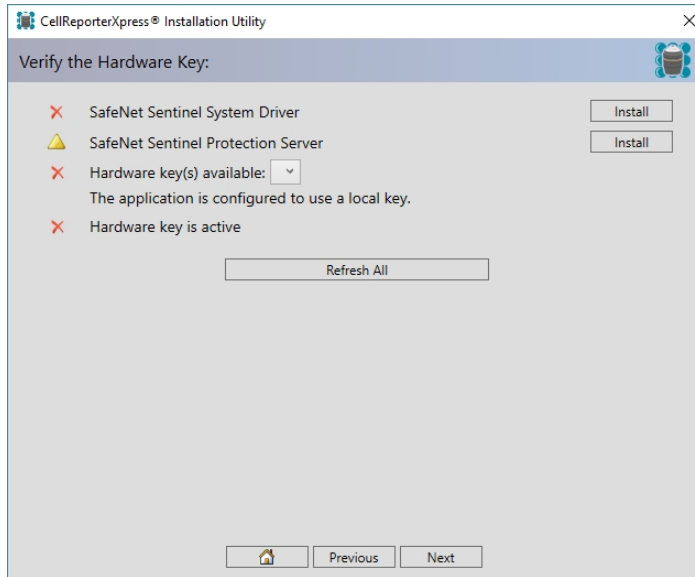 CellReporterXpress® Installation Utility
Verify the Hardware Key:
SafeNet Sentinel System Driver Install
SafeNet Sentinel Protection Server Install
Hardware key(s) available:
The application is configured to use a local key.
Hardware key is active
Refresh All
Previous Next